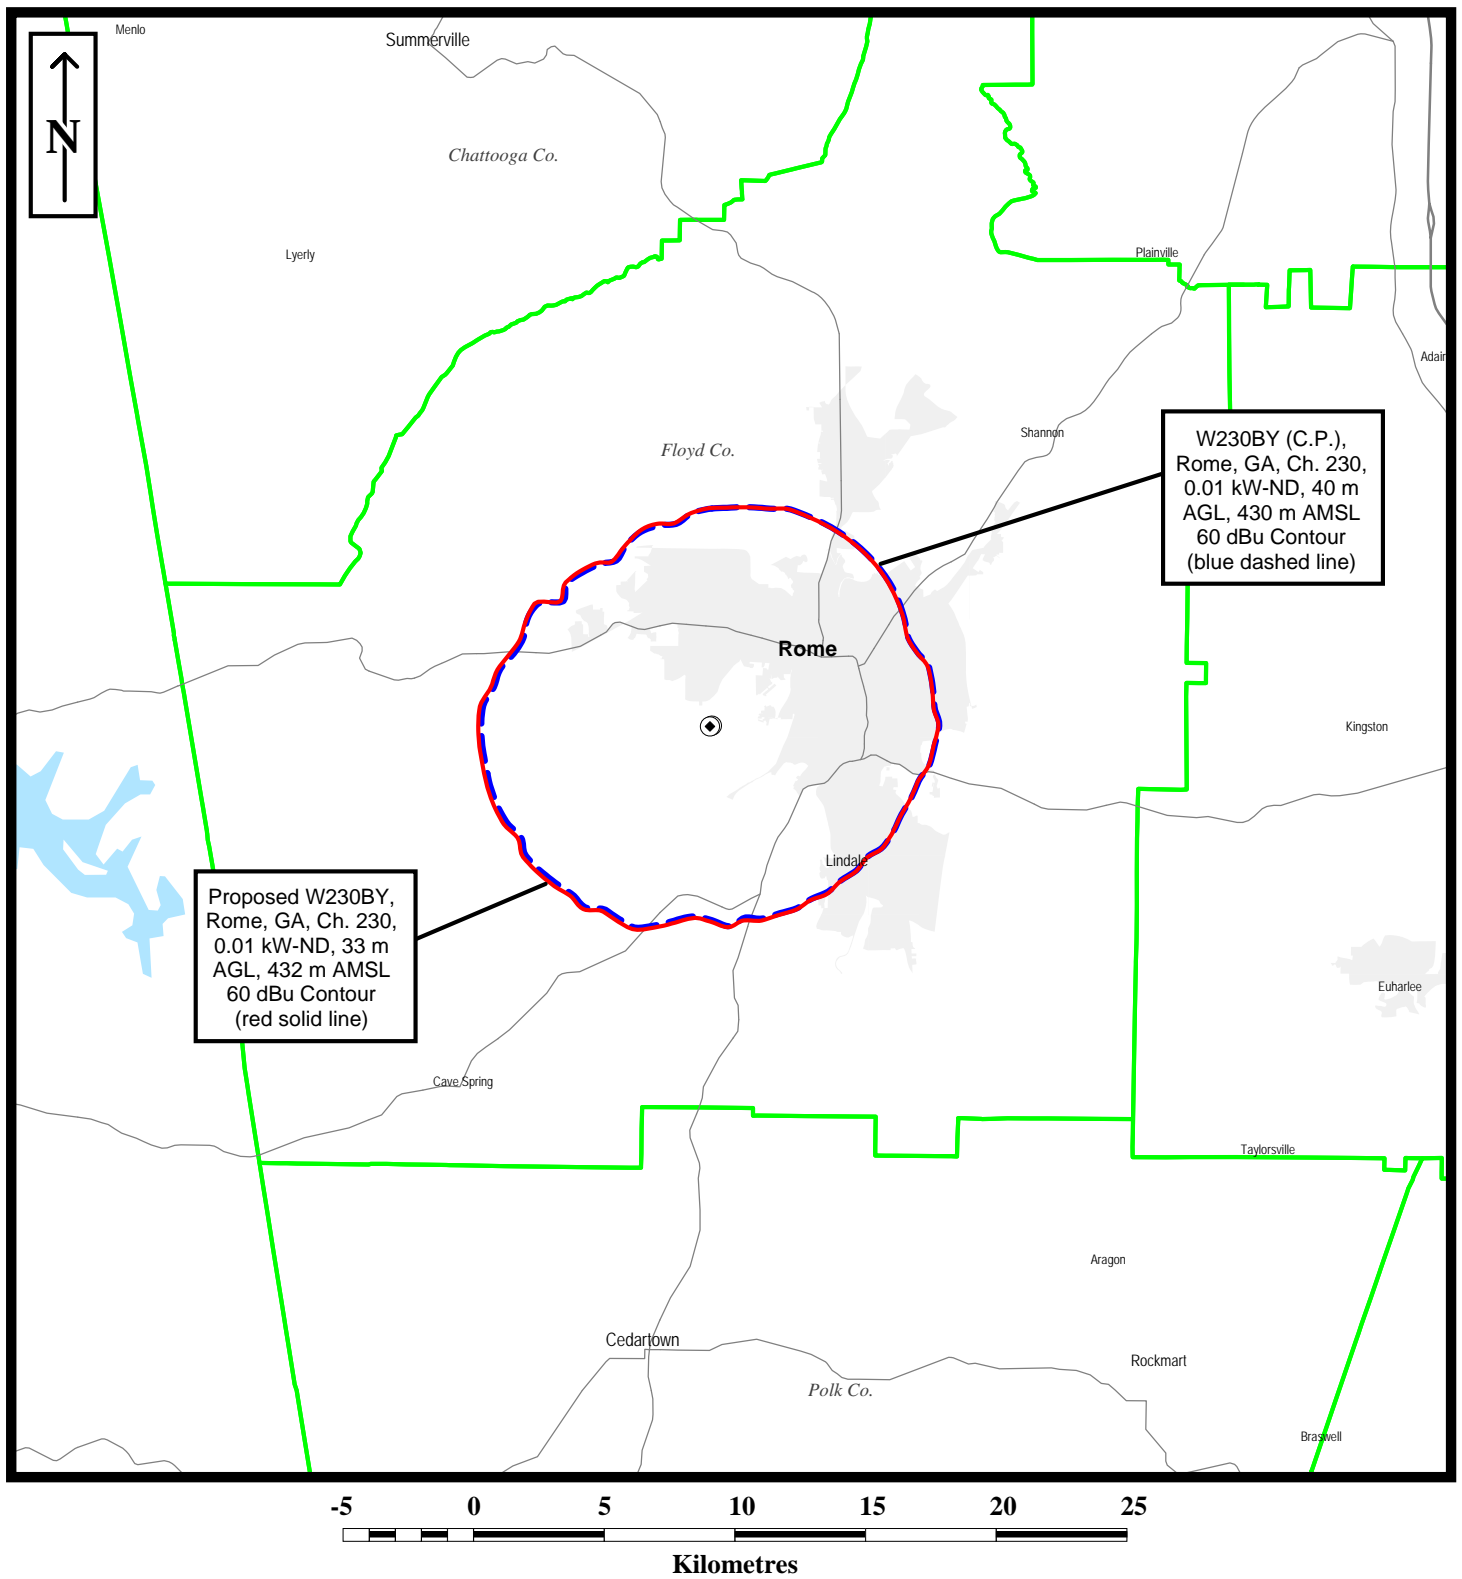 Menlo
Summerville
N
Chattooga Co.
Lyerly
Plainville
Adair
Shannon
Floyd Co.
W230BY (C.P.),
Rome, GA, Ch. 230,
0.01 kW-ND, 40 m
AGL, 430 m AMSL
60 dBu Contour
(blue dashed line)
Rome
Kingston
Lindale
Proposed W230BY,
Rome, GA, Ch. 230,
0.01 kW-ND, 33 m
AGL, 432 m AMSL
60 dBu Contour
(red solid line)
Euharlee
Cave Spring
Taylorsville
Aragon
Cedartown
Rockmart
Polk Co.
Braswell
-5 0 5 10 15 20 25
Kilometres